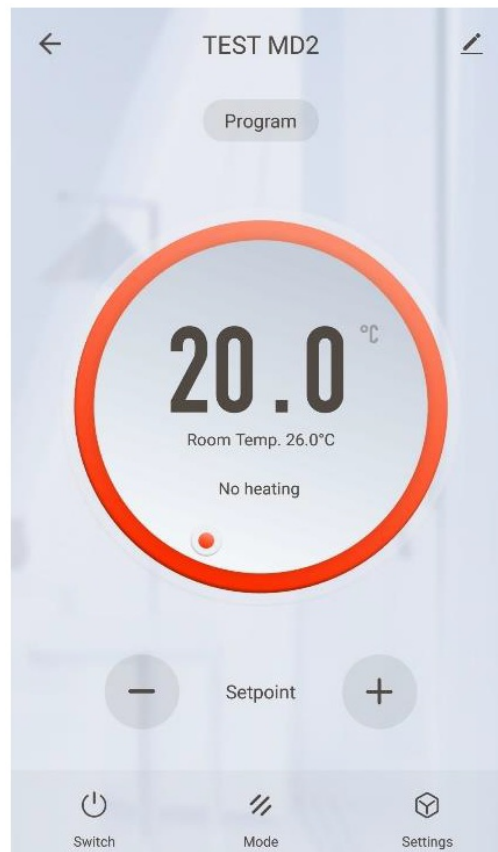 TEST MD2
Program
20.0 °C
Room Temp. 26.0°C
No heating
Setpoint
Switch Mode Settings